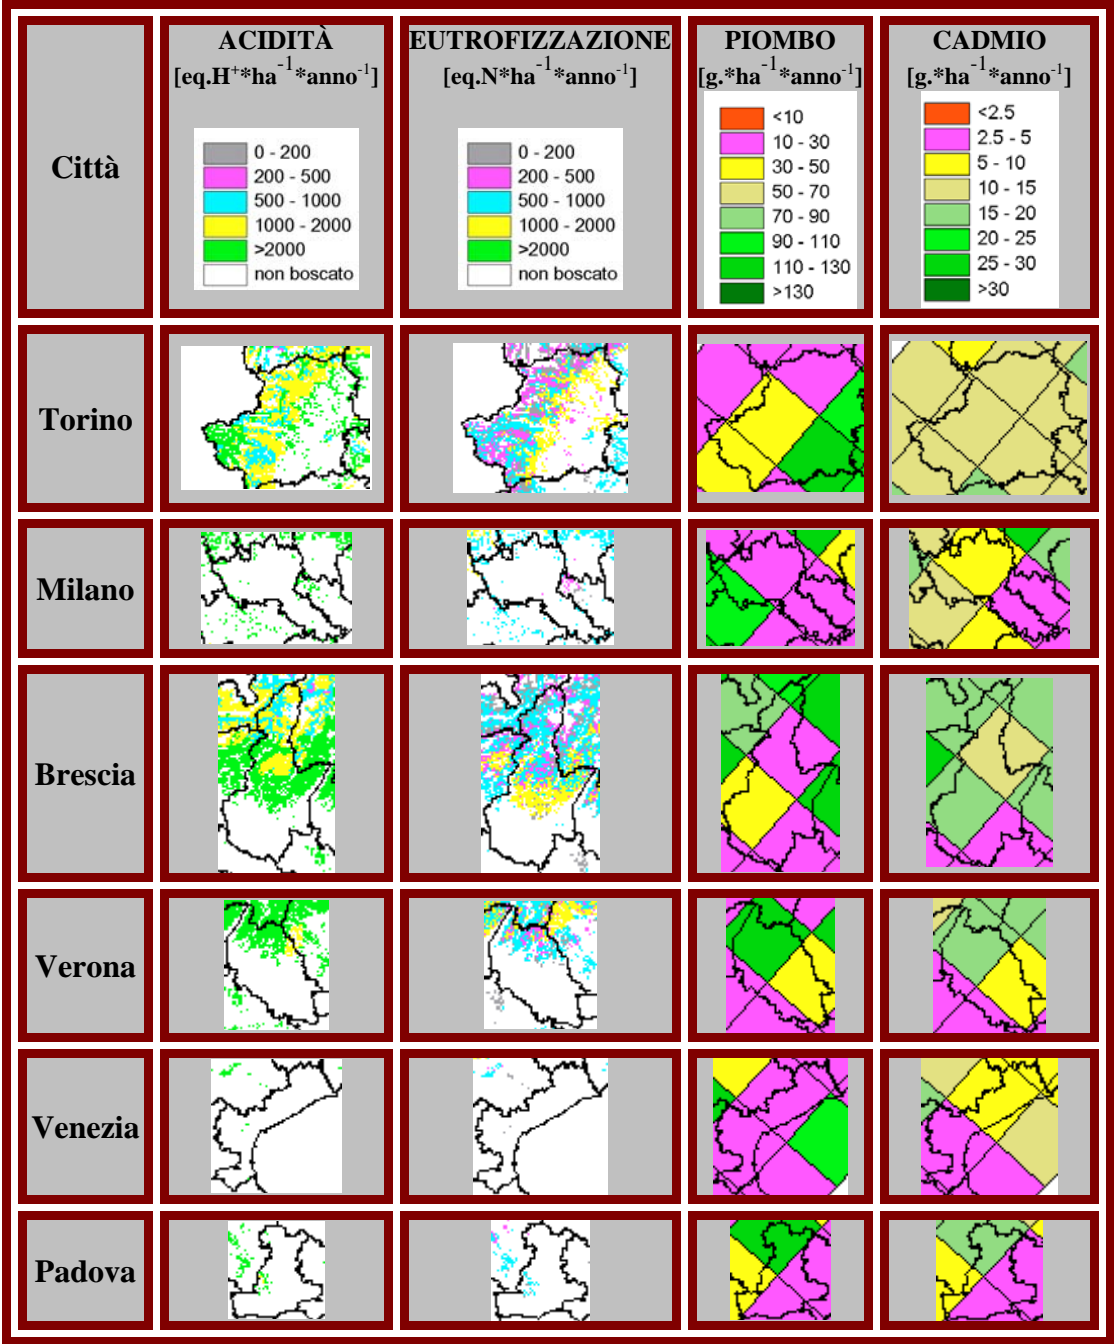 Città
ACIDITÀ
[eq.H+*ha-1*anno-1]
0 - 200
200 - 500
500 - 1000
1000 - 2000
>2000
non boscato
EUTROFIZZAZIONE
[eq.N*ha-1*anno-1]
0 - 200
200 - 500
500 - 1000
1000 - 2000
>2000
non boscato
PIOMBO
[g.*ha-1*anno-1]
<10
10 - 30
30 - 50
50 - 70
70 - 90
90 - 110
110 - 130
>130
CADMIO
[g.*ha-1*anno-1]
<2.5
2.5 - 5
5 - 10
10 - 15
15 - 20
20 - 25
25 - 30
>30
Torino
Milano
Brescia
Verona
Venezia
Padova